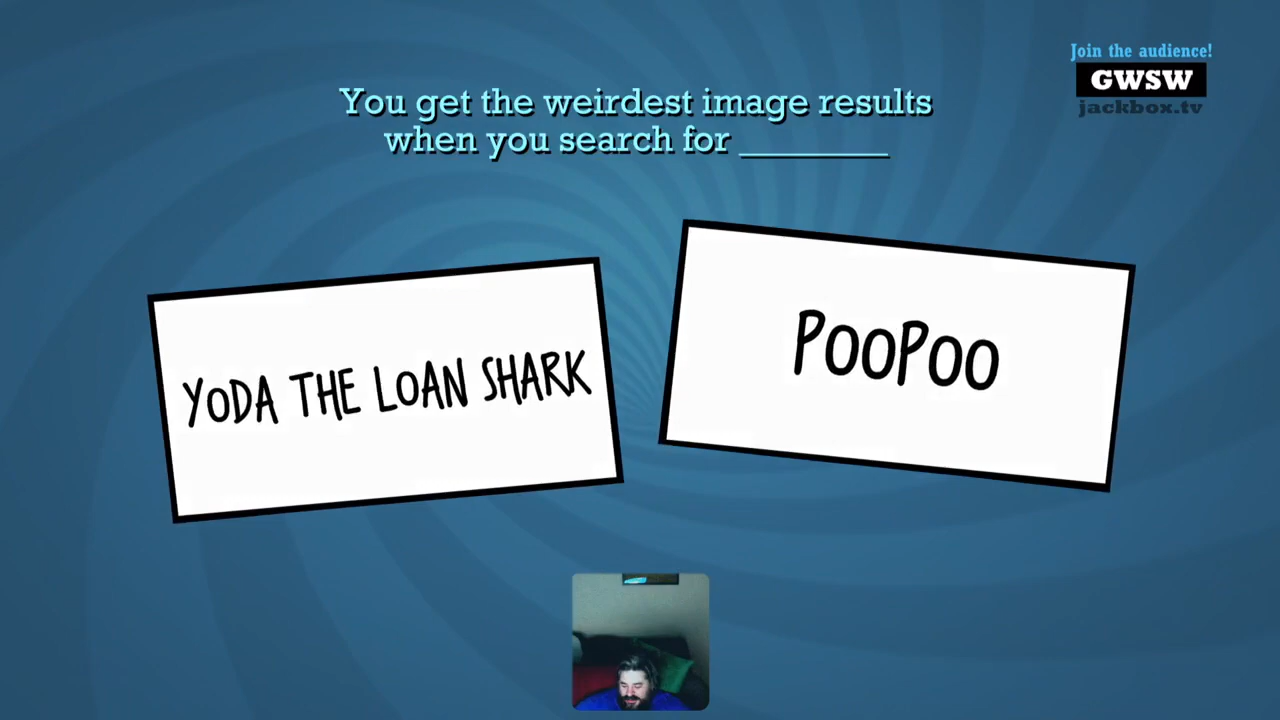 Join the audience!
GWSW
jackbox.tv
You get the weirdest image results
when you search for ________
YODA THE LOAN SHARK
POOPOO